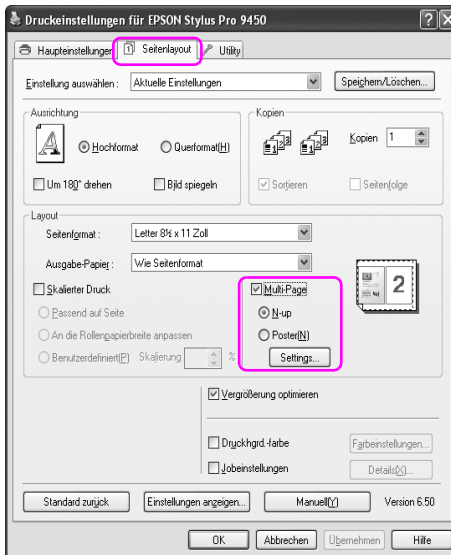 Druckeinstellungen für EPSON Stylus Pro 9450
Haupteinstellungen Seitenlayout Utility
Einstellung auswählen : Aktuelle Einstellungen Speichern/Löschen...
Ausrichtung
A
Hochformat Querformat(H)
Um 180° drehen Bild spiegeln
Kopien
Kopien 1
Sortieren Seitenfolge
Layout
Seitenformat : Letter 8½ x 11 Zoll
Ausgabe-Papier : Wie Seitenformat
Skalierter Druck
Passend auf Seite
An die Rollenpapierbreite anpassen
Benutzerdefiniert(P) Skalierung %
Multi-Page
N-up
Poster(N)
Settings...
2
Vergrößerung optimieren
Druckhgrd.-farbe Farbeinstellungen...
Jobeinstellungen Details(X)...
Standard zurück Einstellungen anzeigen... Manuell(Y) Version 6.50
OK Abbrechen Übernehmen Hilfe